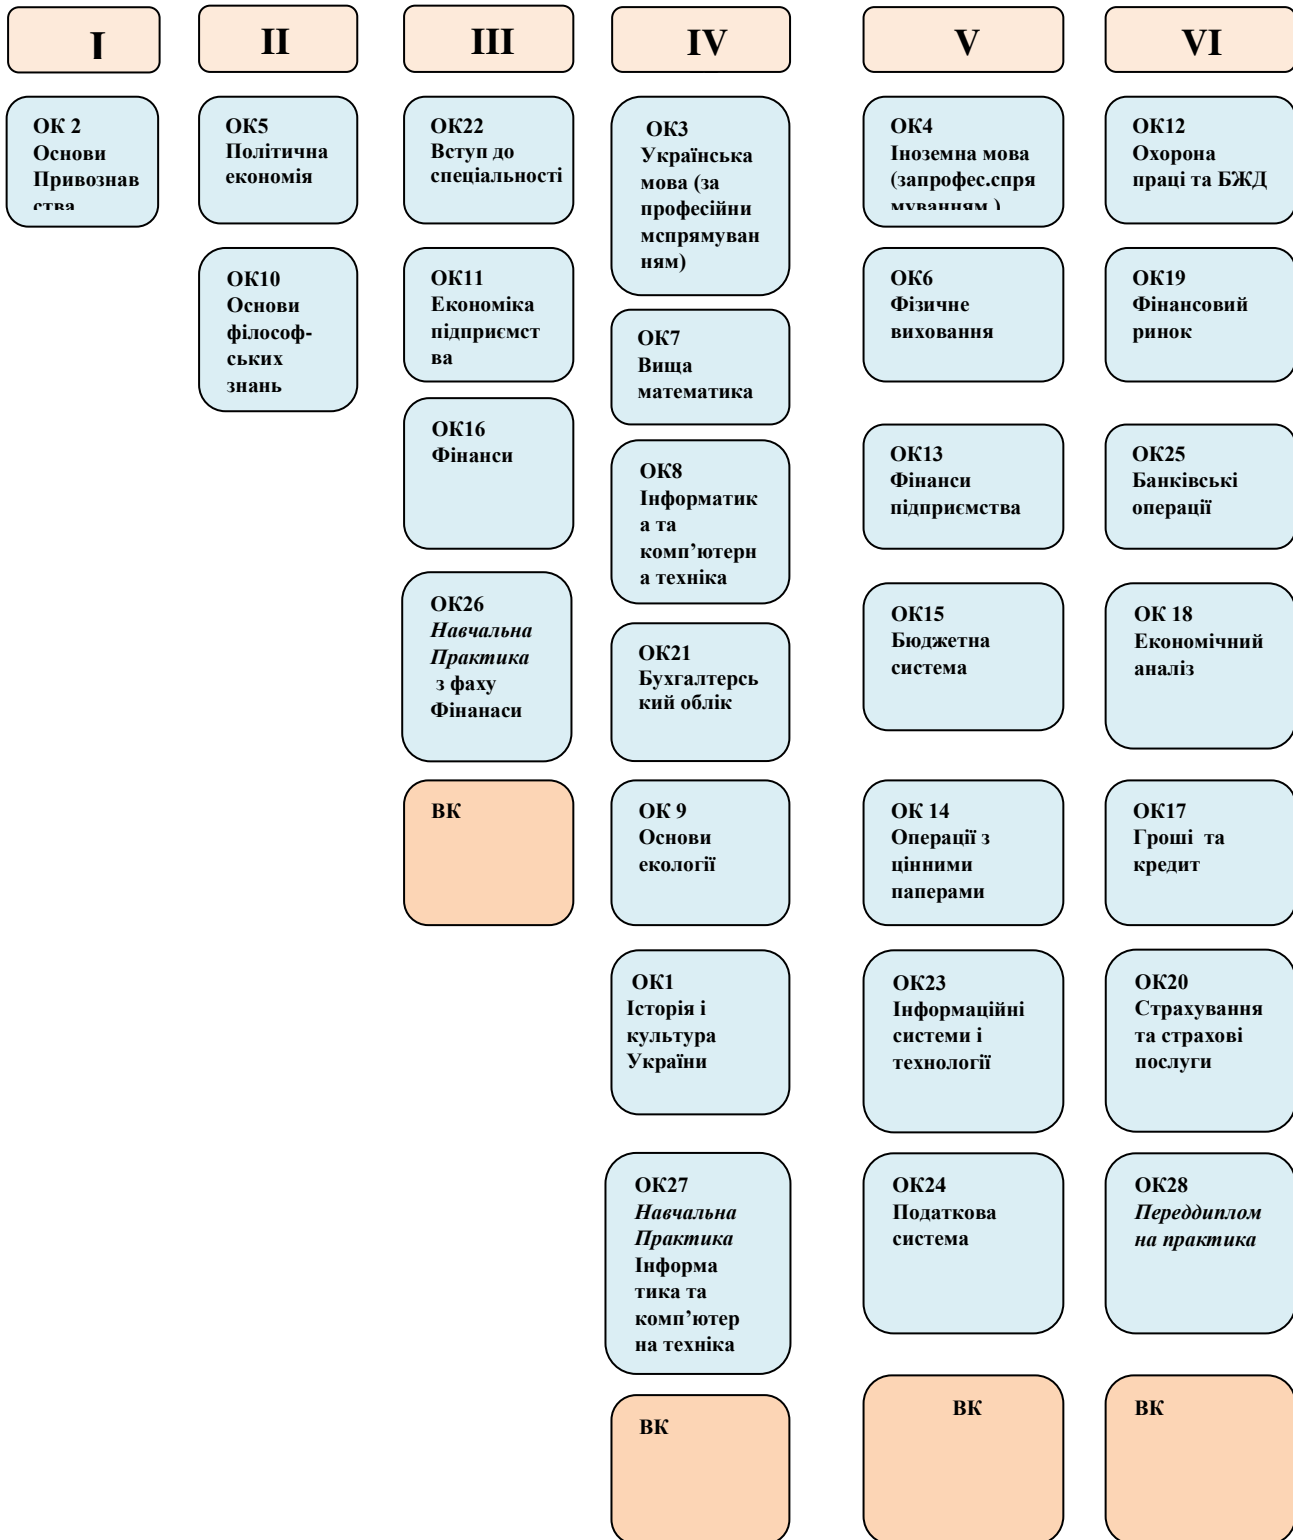 I
II
III
IV
V
VI
ОК 2
Основи
Привознав
ства
ОК5
Політична
економія
ОК10
Основи
філософ-
ських
знань
ОК22
Вступ до
спеціальності
ОК11
Економіка
підприємст
ва
ОК16
Фінанси
ОК26
Навчальна
Практика
з фаху
Фінанаси
ВК
ОК3
Українська
мова (за
професійни
мспрямуван
ням)
ОК7
Вища
математика
ОК8
Інформатик
а та
комп’ютерн
а техніка
ОК21
Бухгалтерсь
кий облік
ОК 9
Основи
екології
ОК1
Історія і
культура
України
ОК27
Навчальна
Практика
Інформа
тика та
комп’ютер
на техніка
ВК
ОК4
Іноземна мова
(запрофес.спря
муванням )
ОК6
Фізичне
виховання
ОК13
Фінанси
підприємства
ОК15
Бюджетна
система
ОК 14
Операції з
цінними
паперами
ОК23
Інформаційні
системи і
технології
ОК24
Податкова
система
ВК
ОК12
Охорона
праці та БЖД
ОК19
Фінансовий
ринок
ОК25
Банківські
операції
ОК 18
Економічний
аналіз
ОК17
Гроші та
кредит
ОК20
Страхування
та страхові
послуги
ОК28
Переддиплом
на практика
ВК